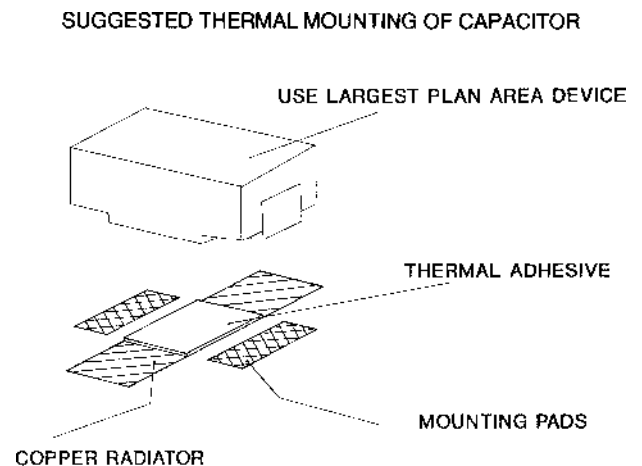 SUGGESTED THERMAL MOUNTING OF CAPACITOR
USE LARGEST PLAN AREA DEVICE
THERMAL ADHESIVE
MOUNTING PADS
COPPER RADIATOR